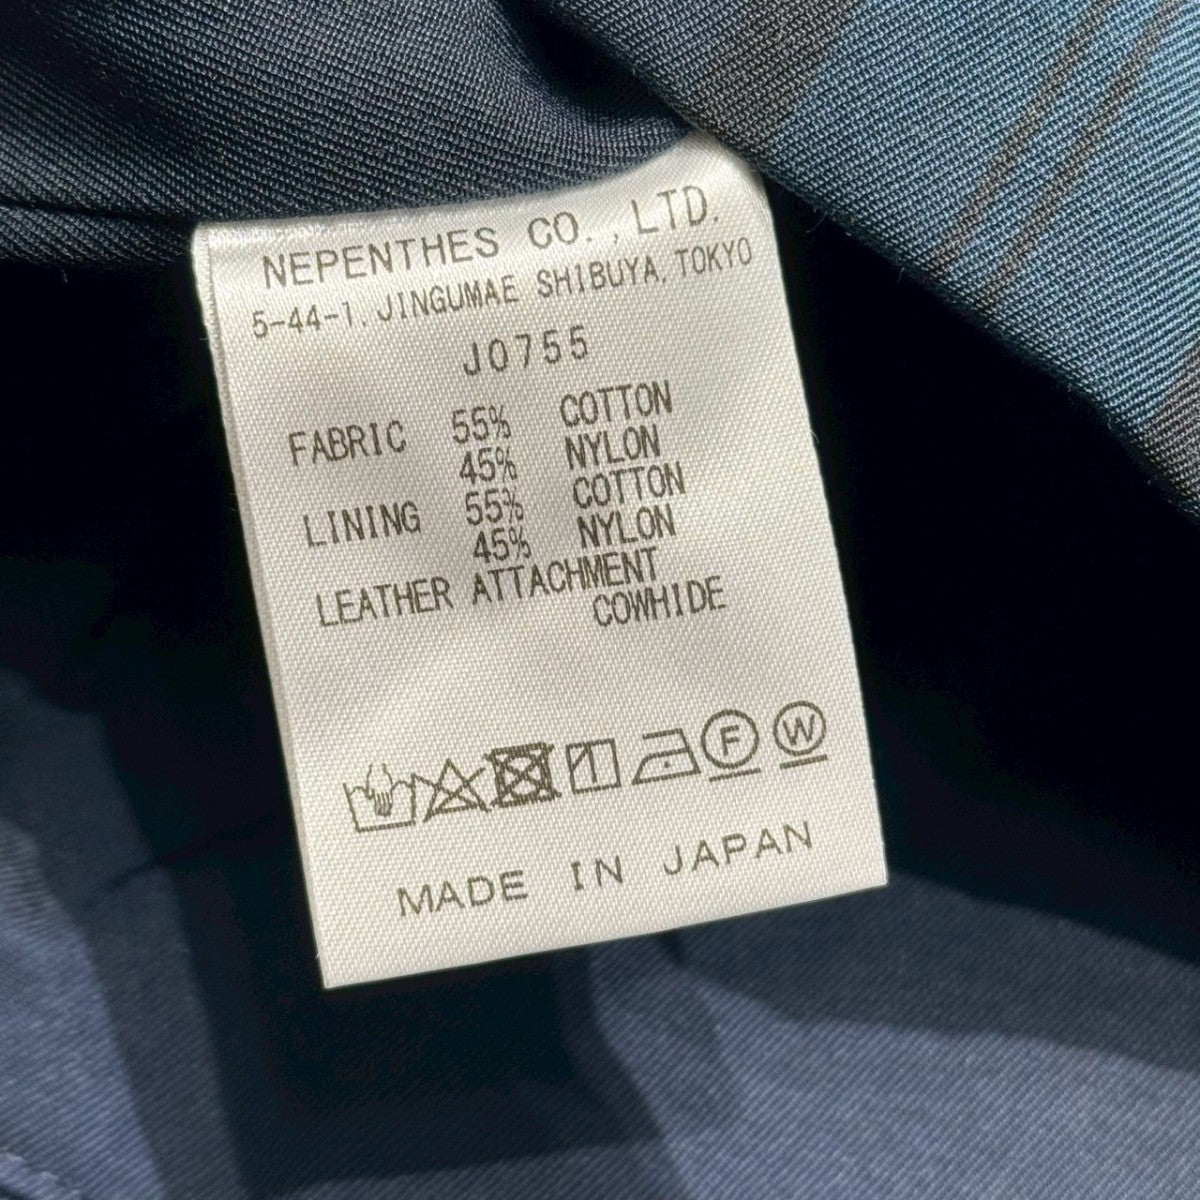 NEPENTHES CO.,LTD.
5-44-1, JINGUMAE SHIBUYA, TOKYO
J0755
FABRIC 55% COTTON
45% NYLON
LINING 55% COTTON
45% NYLON
LEATHER ATTACHMENT
COWHIDE
F W
MADE IN JAPAN